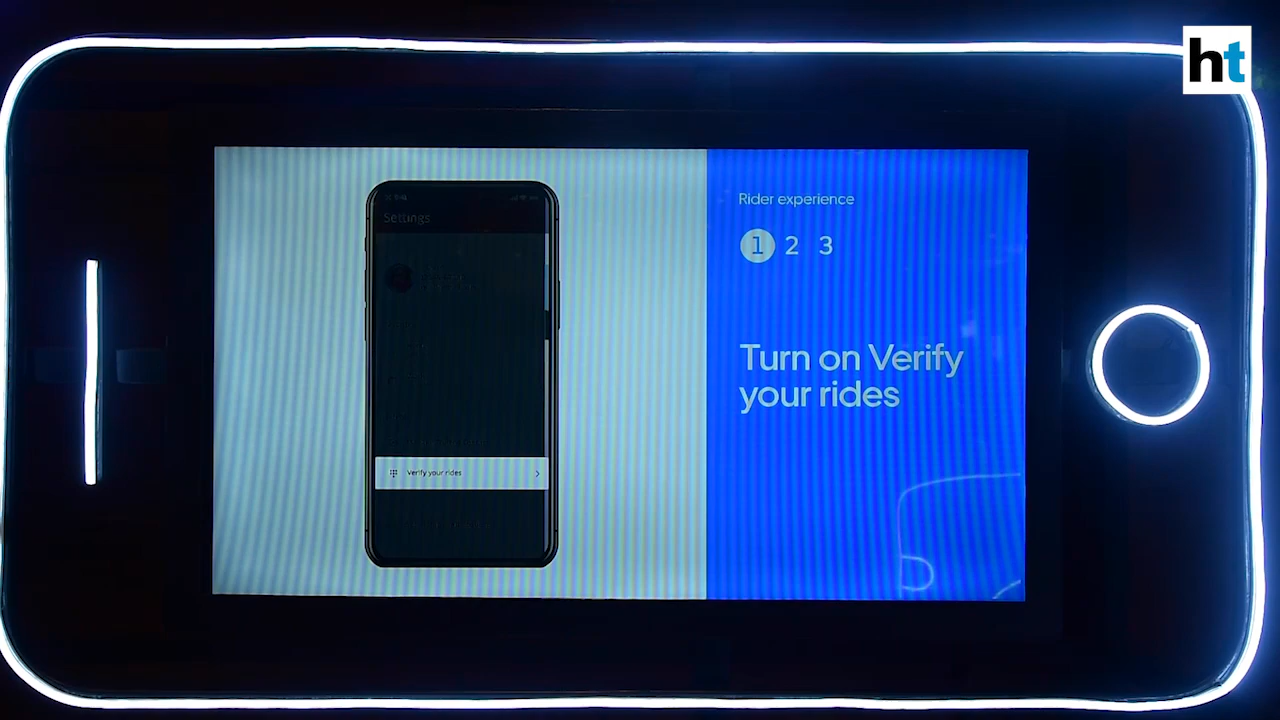 ht
Settings
Verify your rides
Rider experience
1 2 3
Turn on Verify
your rides